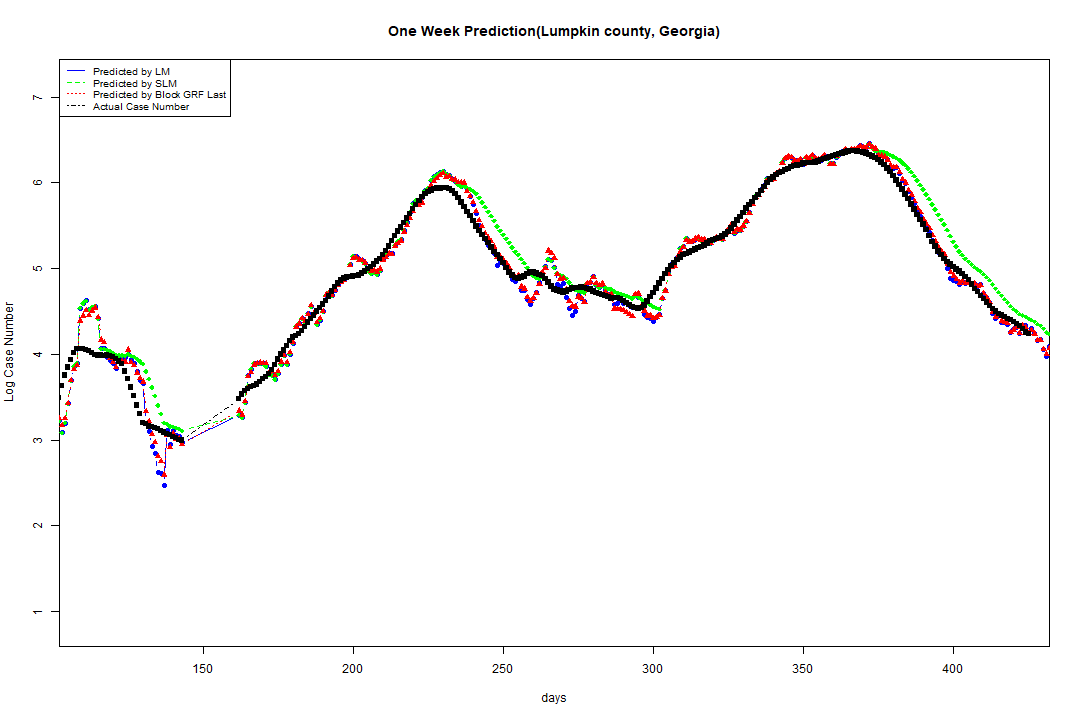 One Week Prediction(Lumpkin county, Georgia)
Predicted by LM
Predicted by SLM
Predicted by Block GRF Last
Actual Case Number
7
6
5
4
3
2
1
Log Case Number
150 200 250 300 350 400
days